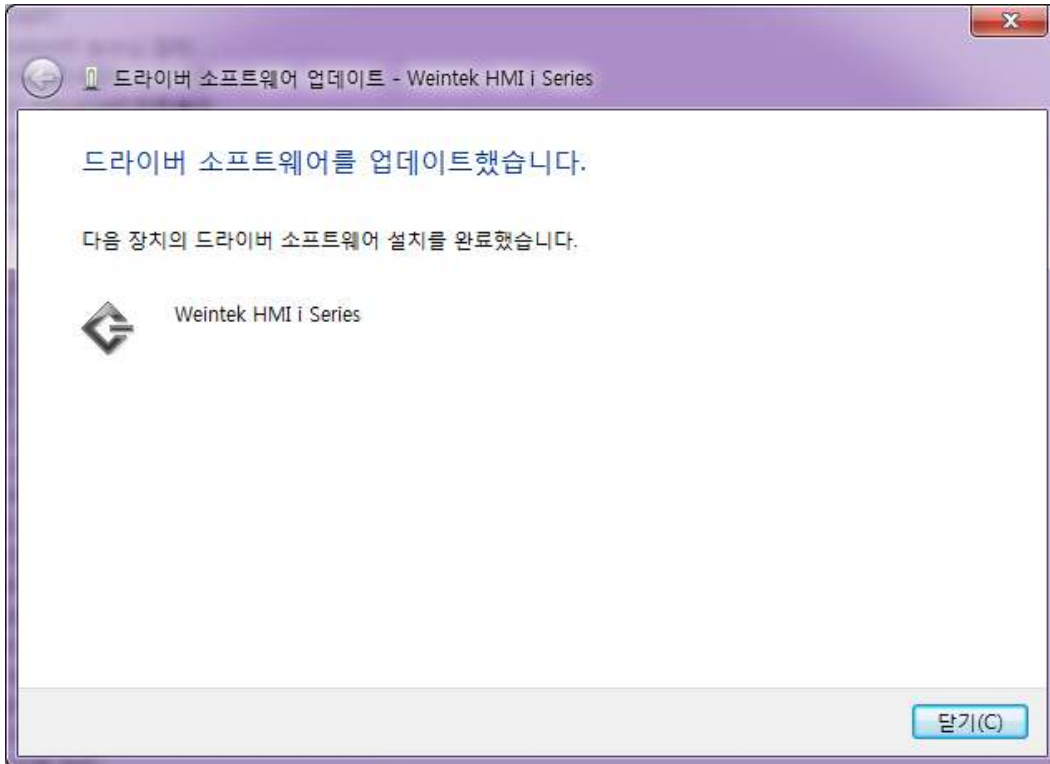 드라이버 소프트웨어 업데이트 - Weintek HMI i Series
드라이버 소프트웨어를 업데이트했습니다.
다음 장치의 드라이버 소프트웨어 설치를 완료했습니다.
Weintek HMI i Series
닫기(C)